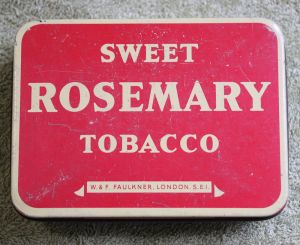 SWEET
ROSEMARY
TOBACCO
W. & F. FAULKNER, LONDON, S.E.1.